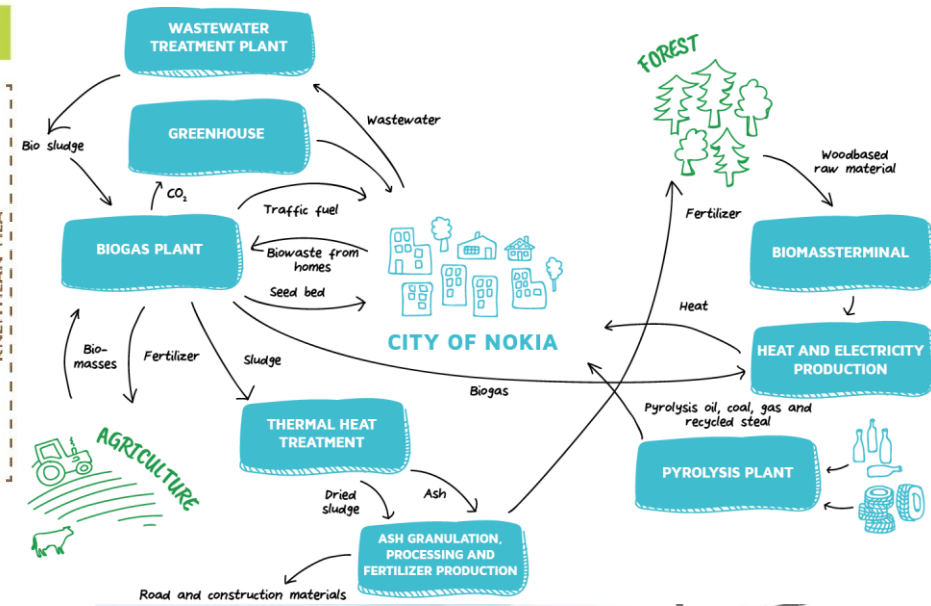 WASTEWATER
TREATMENT PLANT
FOREST
GREENHOUSE
Wastewater
Bio sludge
Woodbased
raw material
CO₂
Traffic fuel
Fertilizer
BIOGAS PLANT
Biowaste from
homes
BIOMASSTERMINAL
Seed bed
Heat
CITY OF NOKIA
HEAT AND ELECTRICITY
PRODUCTION
Bio-
masses
Fertilizer
Sludge
Biogas
Pyrolysis oil, coal, gas and
recycled steal
THERMAL HEAT
TREATMENT
AGRICULTURE
PYROLYSIS PLANT
Dried
sludge
Ash
ASH GRANULATION,
PROCESSING AND
FERTILIZER PRODUCTION
Road and construction materials